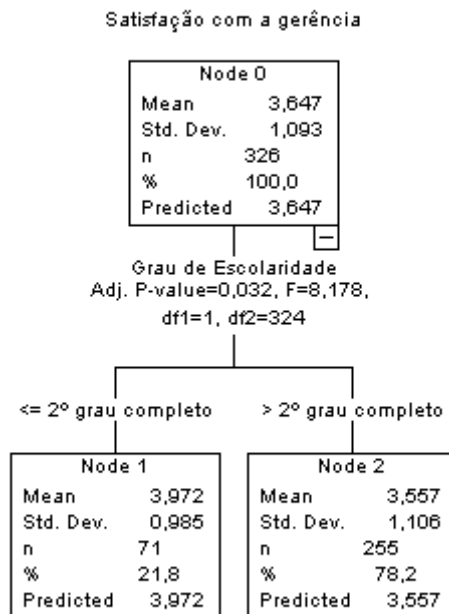 Satisfação com a gerência
Node 0
Mean 3,647
Std. Dev. 1,093
n 326
% 100,0
Predicted 3,647
Grau de Escolaridade
Adj. P-value=0,032, F=8,178,
df1=1, df2=324
<= 2º grau completo
> 2º grau completo
Node 1
Mean 3,972
Std. Dev. 0,985
n 71
% 21,8
Predicted 3,972
Node 2
Mean 3,557
Std. Dev. 1,106
n 255
% 78,2
Predicted 3,557